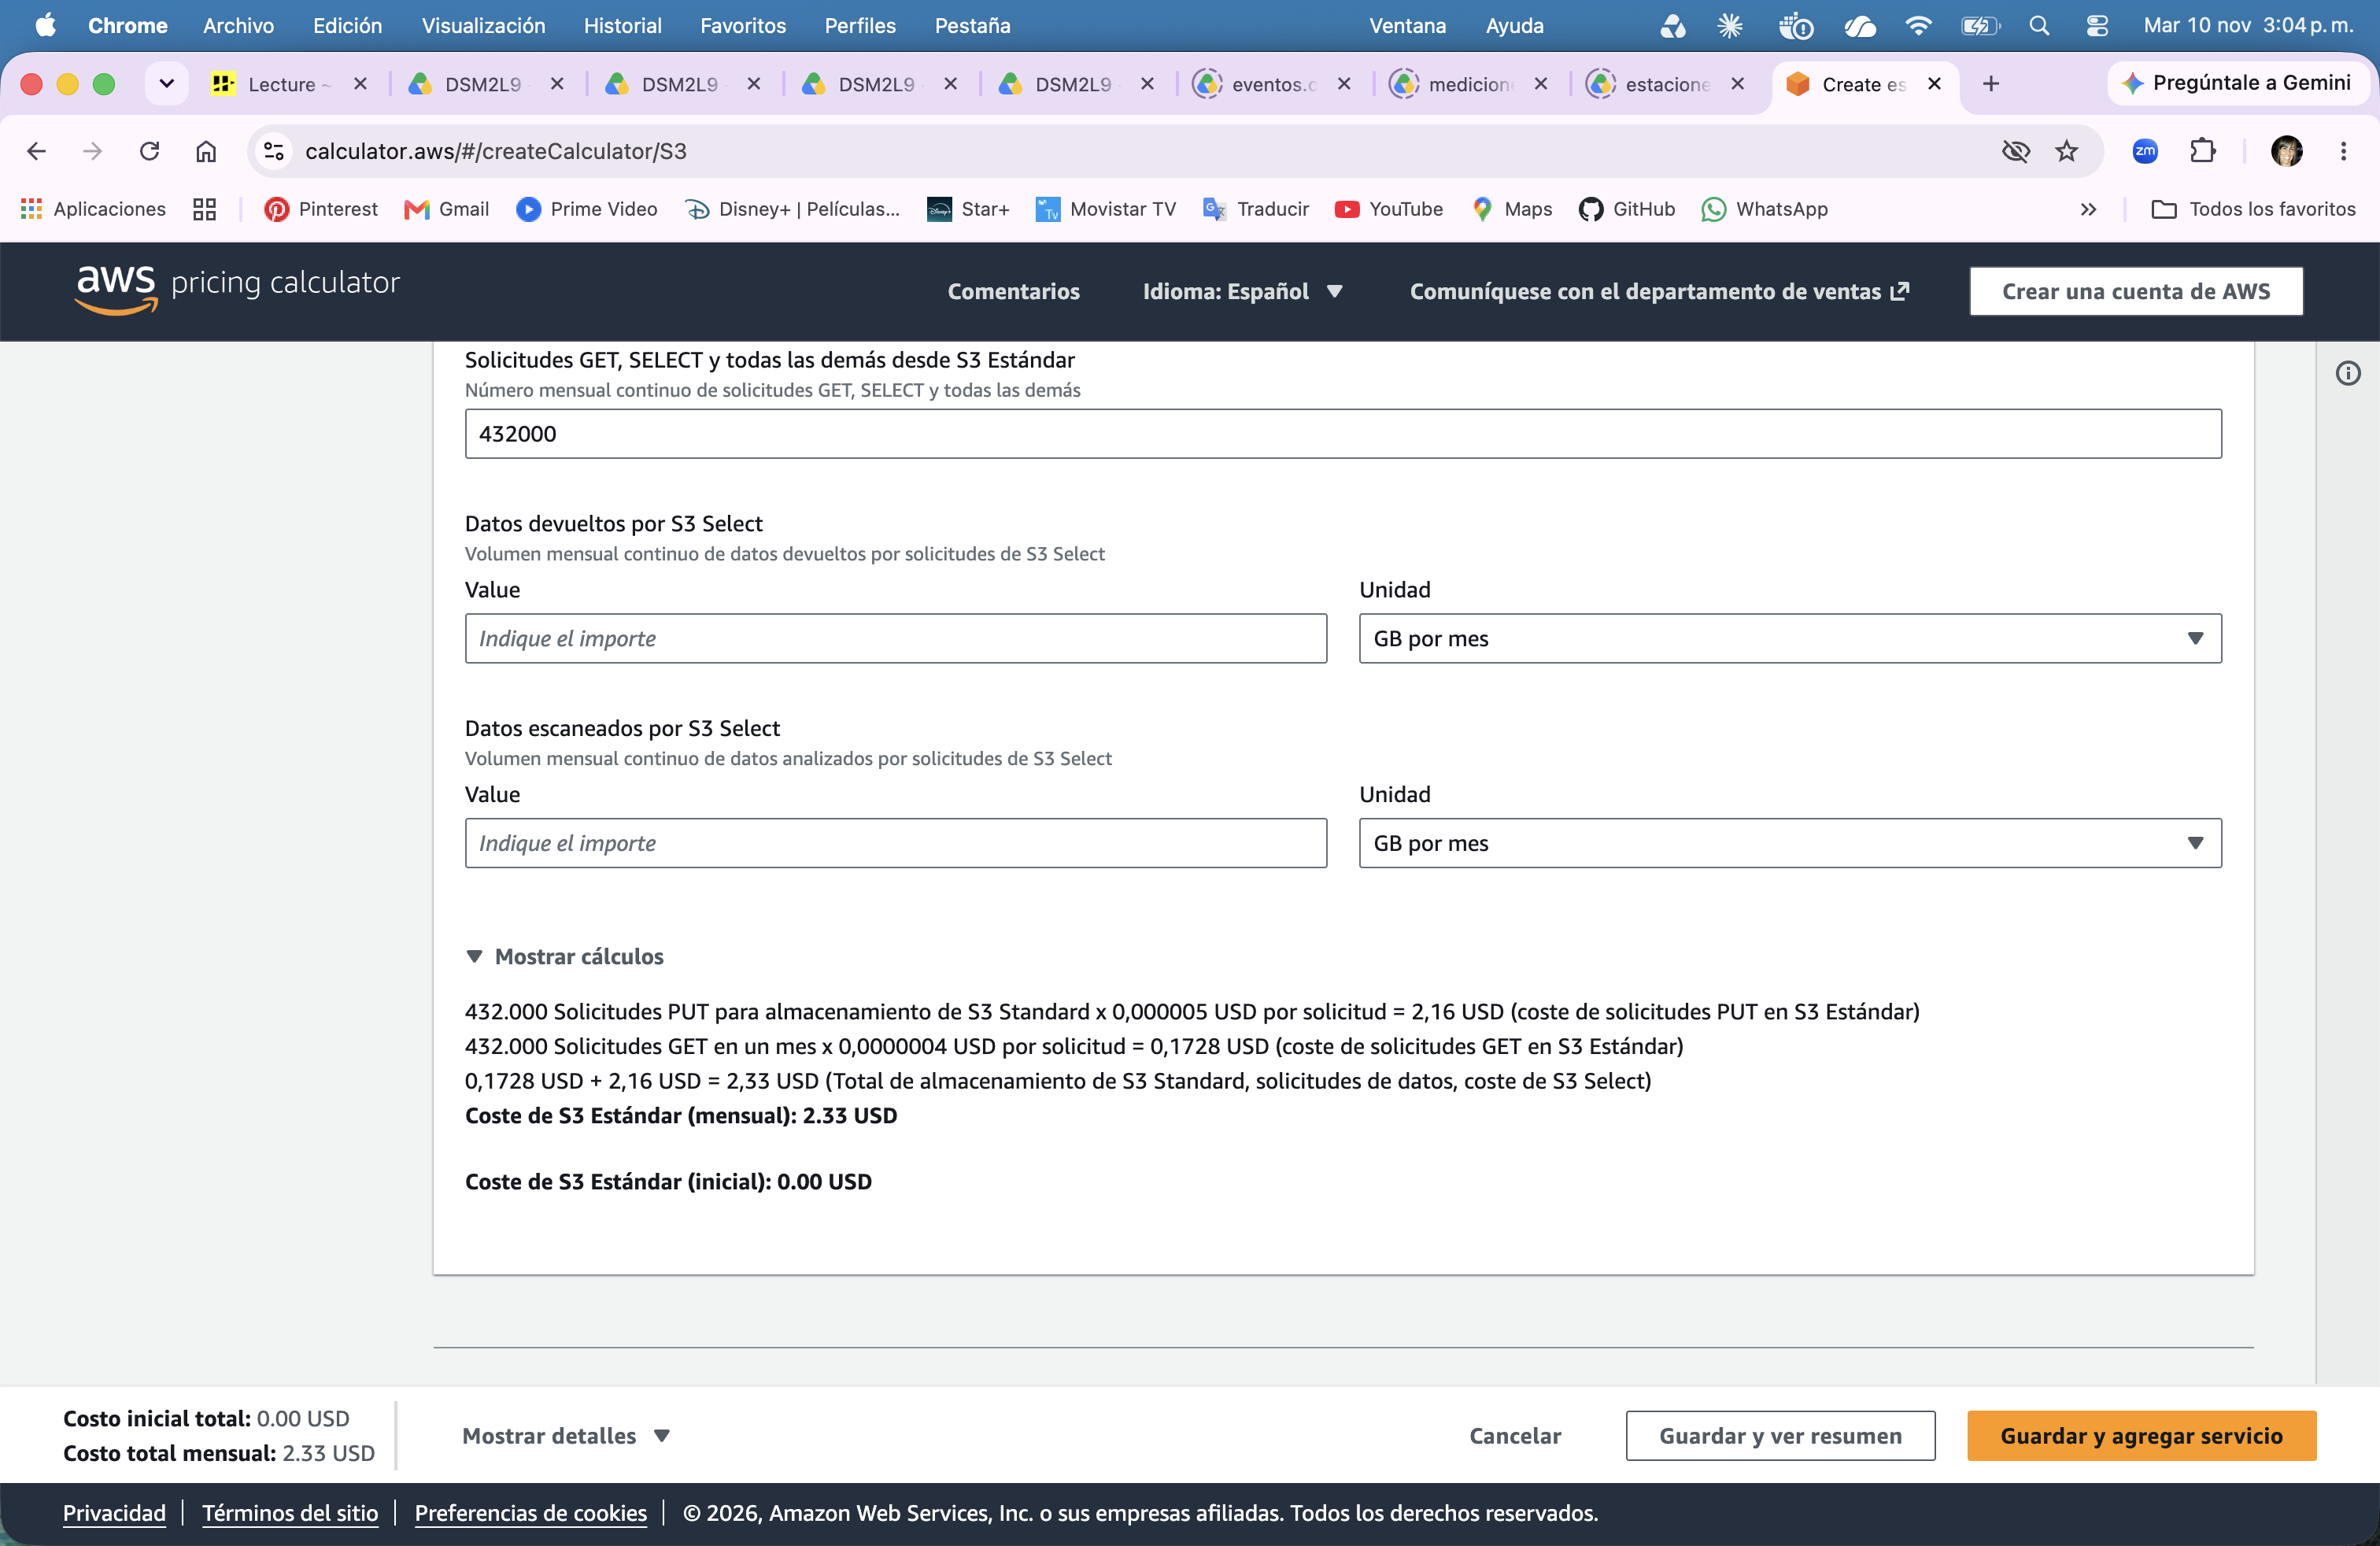 Chrome Archivo Edición Visualización Historial Favoritos Perfiles Pestaña Ventana Ayuda Mar 10 nov 3:04 p. m.
Lecture ~ DSM2L9 DSM2L9 DSM2L9 DSM2L9 eventos.c medicion estacione Create es Pregúntale a Gemini
calculator.aws/#/createCalculator/S3 zm
Aplicaciones Pinterest Gmail Prime Video Disney+ | Películas... Star+ Movistar TV Traducir YouTube Maps GitHub WhatsApp Todos los favoritos
aws pricing calculator Comentarios Idioma: Español Comuníquese con el departamento de ventas Crear una cuenta de AWS
Solicitudes GET, SELECT y todas las demás desde S3 Estándar
Número mensual continuo de solicitudes GET, SELECT y todas las demás
432000
Datos devueltos por S3 Select
Volumen mensual continuo de datos devueltos por solicitudes de S3 Select
Value Unidad
Indique el importe GB por mes
Datos escaneados por S3 Select
Volumen mensual continuo de datos analizados por solicitudes de S3 Select
Value Unidad
Indique el importe GB por mes
Mostrar cálculos
432.000 Solicitudes PUT para almacenamiento de S3 Standard x 0,000005 USD por solicitud = 2,16 USD (coste de solicitudes PUT en S3 Estándar)
432.000 Solicitudes GET en un mes x 0,0000004 USD por solicitud = 0,1728 USD (coste de solicitudes GET en S3 Estándar)
0,1728 USD + 2,16 USD = 2,33 USD (Total de almacenamiento de S3 Standard, solicitudes de datos, coste de S3 Select)
Coste de S3 Estándar (mensual): 2.33 USD
Coste de S3 Estándar (inicial): 0.00 USD
Costo inicial total: 0.00 USD
Costo total mensual: 2.33 USD
Mostrar detalles Cancelar Guardar y ver resumen Guardar y agregar servicio
Privacidad | Términos del sitio | Preferencias de cookies | © 2026, Amazon Web Services, Inc. o sus empresas afiliadas. Todos los derechos reservados.